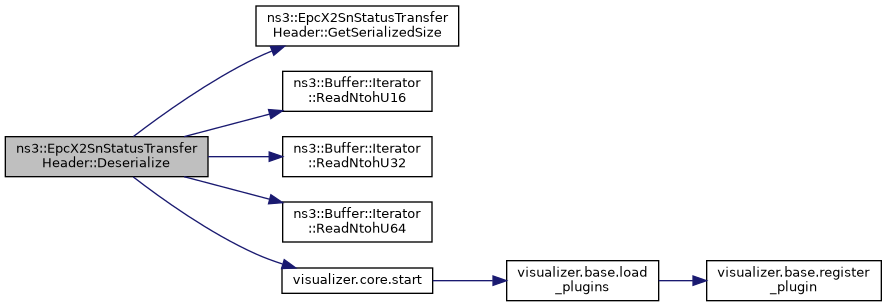 ns3::EpcX2SnStatusTransfer
Header::GetSerializedSize
ns3::Buffer::Iterator
::ReadNtohU16
ns3::EpcX2SnStatusTransfer
Header::Deserialize
ns3::Buffer::Iterator
::ReadNtohU32
ns3::Buffer::Iterator
::ReadNtohU64
visualizer.core.start
visualizer.base.load
_plugins
visualizer.base.register
_plugin